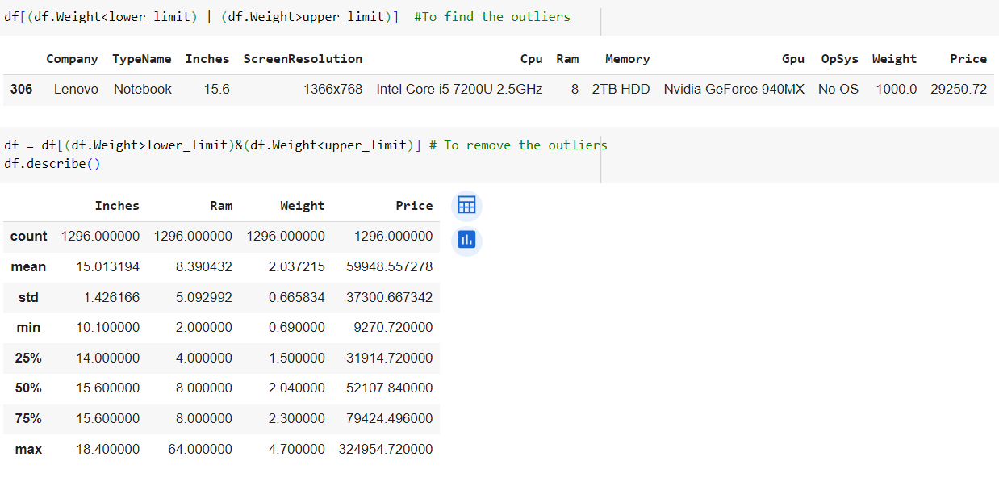 df[(df.Weight<lower_limit) | (df.Weight>upper_limit)]  #To find the outliers
Company TypeName Inches ScreenResolution Cpu Ram Memory Gpu OpSys Weight Price
306 Lenovo Notebook 15.6 1366x768 Intel Core i5 7200U 2.5GHz 8 2TB HDD Nvidia GeForce 940MX No OS 1000.0 29250.72
df = df[(df.Weight>lower_limit)&(df.Weight<upper_limit)] # To remove the outliers
df.describe()
Inches Ram Weight Price
count 1296.000000 1296.000000 1296.000000 1296.000000
mean 15.013194 8.390432 2.037215 59948.557278
std 1.426166 5.092992 0.665834 37300.667342
min 10.100000 2.000000 0.690000 9270.720000
25% 14.000000 4.000000 1.500000 31914.720000
50% 15.600000 8.000000 2.040000 52107.840000
75% 15.600000 8.000000 2.300000 79424.496000
max 18.400000 64.000000 4.700000 324954.720000